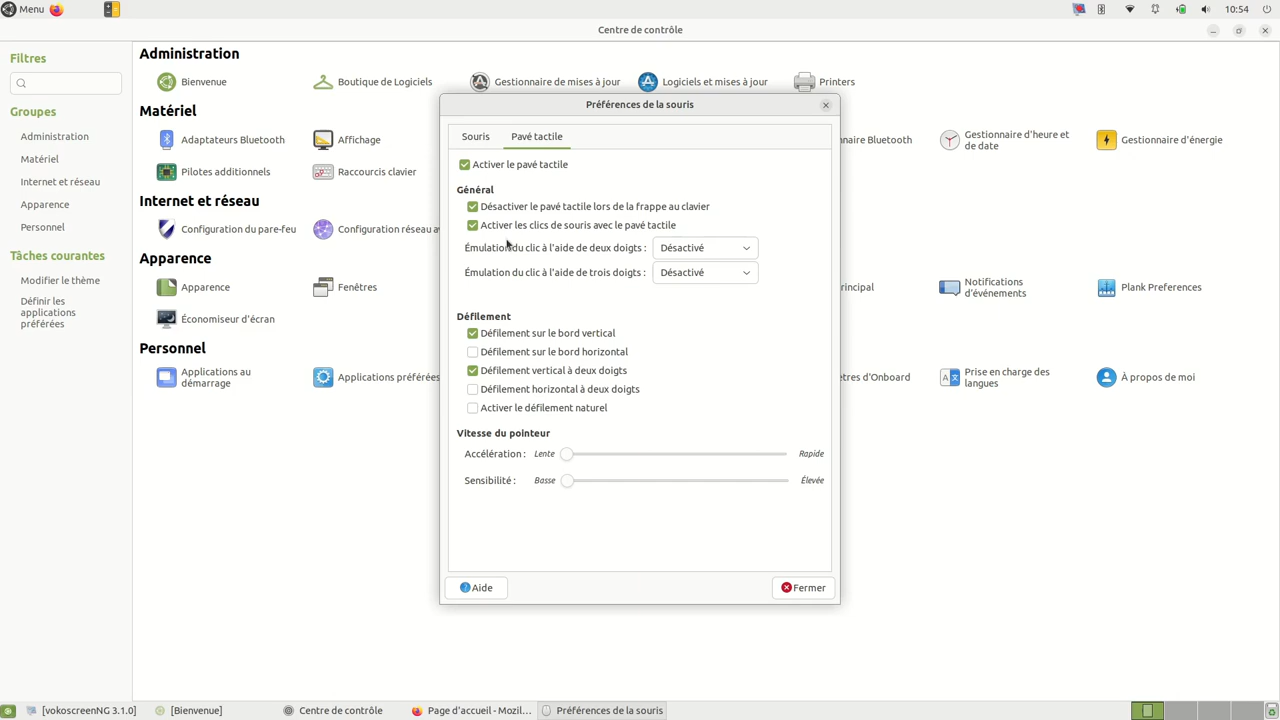 Menu
10:54
Centre de contrôle
Filtres
Groupes
Administration
Matériel
Internet et réseau
Apparence
Personnel
Tâches courantes
Modifier le thème
Définir les
applications
préférées
Administration
Bienvenue
Boutique de Logiciels
Gestionnaire de mises à jour
Logiciels et mises à jour
Printers
Matériel
Adaptateurs Bluetooth
Affichage
naire Bluetooth
Gestionnaire d'heure et
de date
Gestionnaire d'énergie
Pilotes additionnels
Raccourcis clavier
Internet et réseau
Configuration du pare-feu
Configuration réseau av
Apparence
Apparence
Fenêtres
rincipal
Notifications
d'événements
Plank Preferences
Économiseur d'écran
Personnel
Applications au
démarrage
Applications préférées
ètres d'Onboard
Prise en charge des
langues
À propos de moi
Préférences de la souris
Souris
Pavé tactile
Activer le pavé tactile
Général
Désactiver le pavé tactile lors de la frappe au clavier
Activer les clics de souris avec le pavé tactile
Émulation du clic à l'aide de deux doigts : Désactivé
Émulation du clic à l'aide de trois doigts : Désactivé
Défilement
Défilement sur le bord vertical
Défilement sur le bord horizontal
Défilement vertical à deux doigts
Défilement horizontal à deux doigts
Activer le défilement naturel
Vitesse du pointeur
Accélération : Lente Rapide
Sensibilité : Basse Élevée
Aide
Fermer
[vokoscreenNG 3.1.0]
[Bienvenue]
Centre de contrôle
Page d'accueil - Mozil...
Préférences de la souris